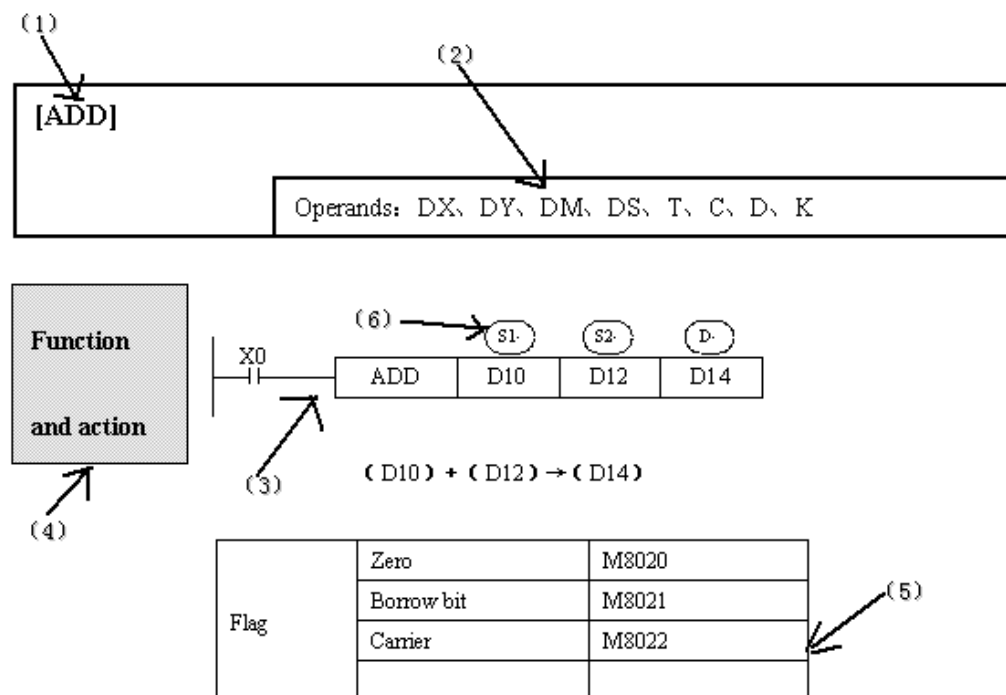 (1)
(2)
[ADD]
Operands: DX、DY、DM、DS、T、C、D、K
Function
and action
(6)
S1·
S2·
D·
X0
ADD D10 D12 D14
(3)
(D10) + (D12) → (D14)
(4)
Flag
Zero M8020
Borrow bit M8021
Carrier M8022
(5)